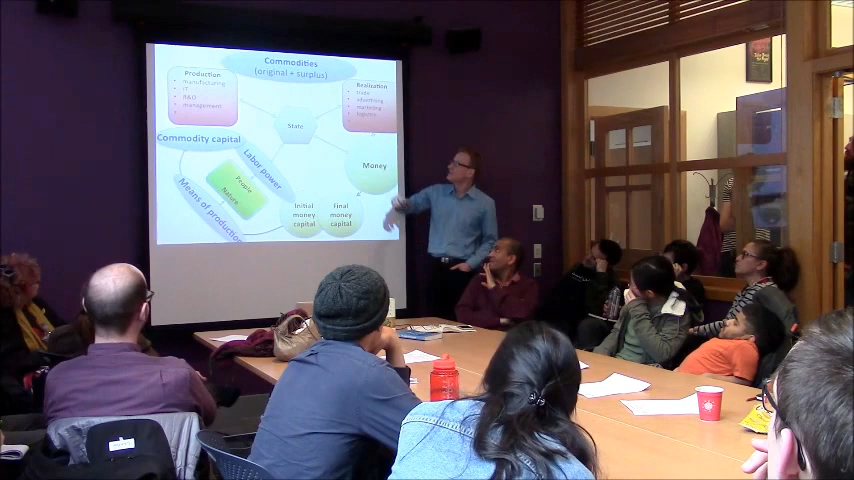 Commodities
(original + surplus)
Production
manufacturing
IT
R&D
management
Realization
trade
advertising
marketing
logistics
State
Commodity capital
Labor power
Money
People
Nature
Means of production
Initial
money
capital
Final
money
capital